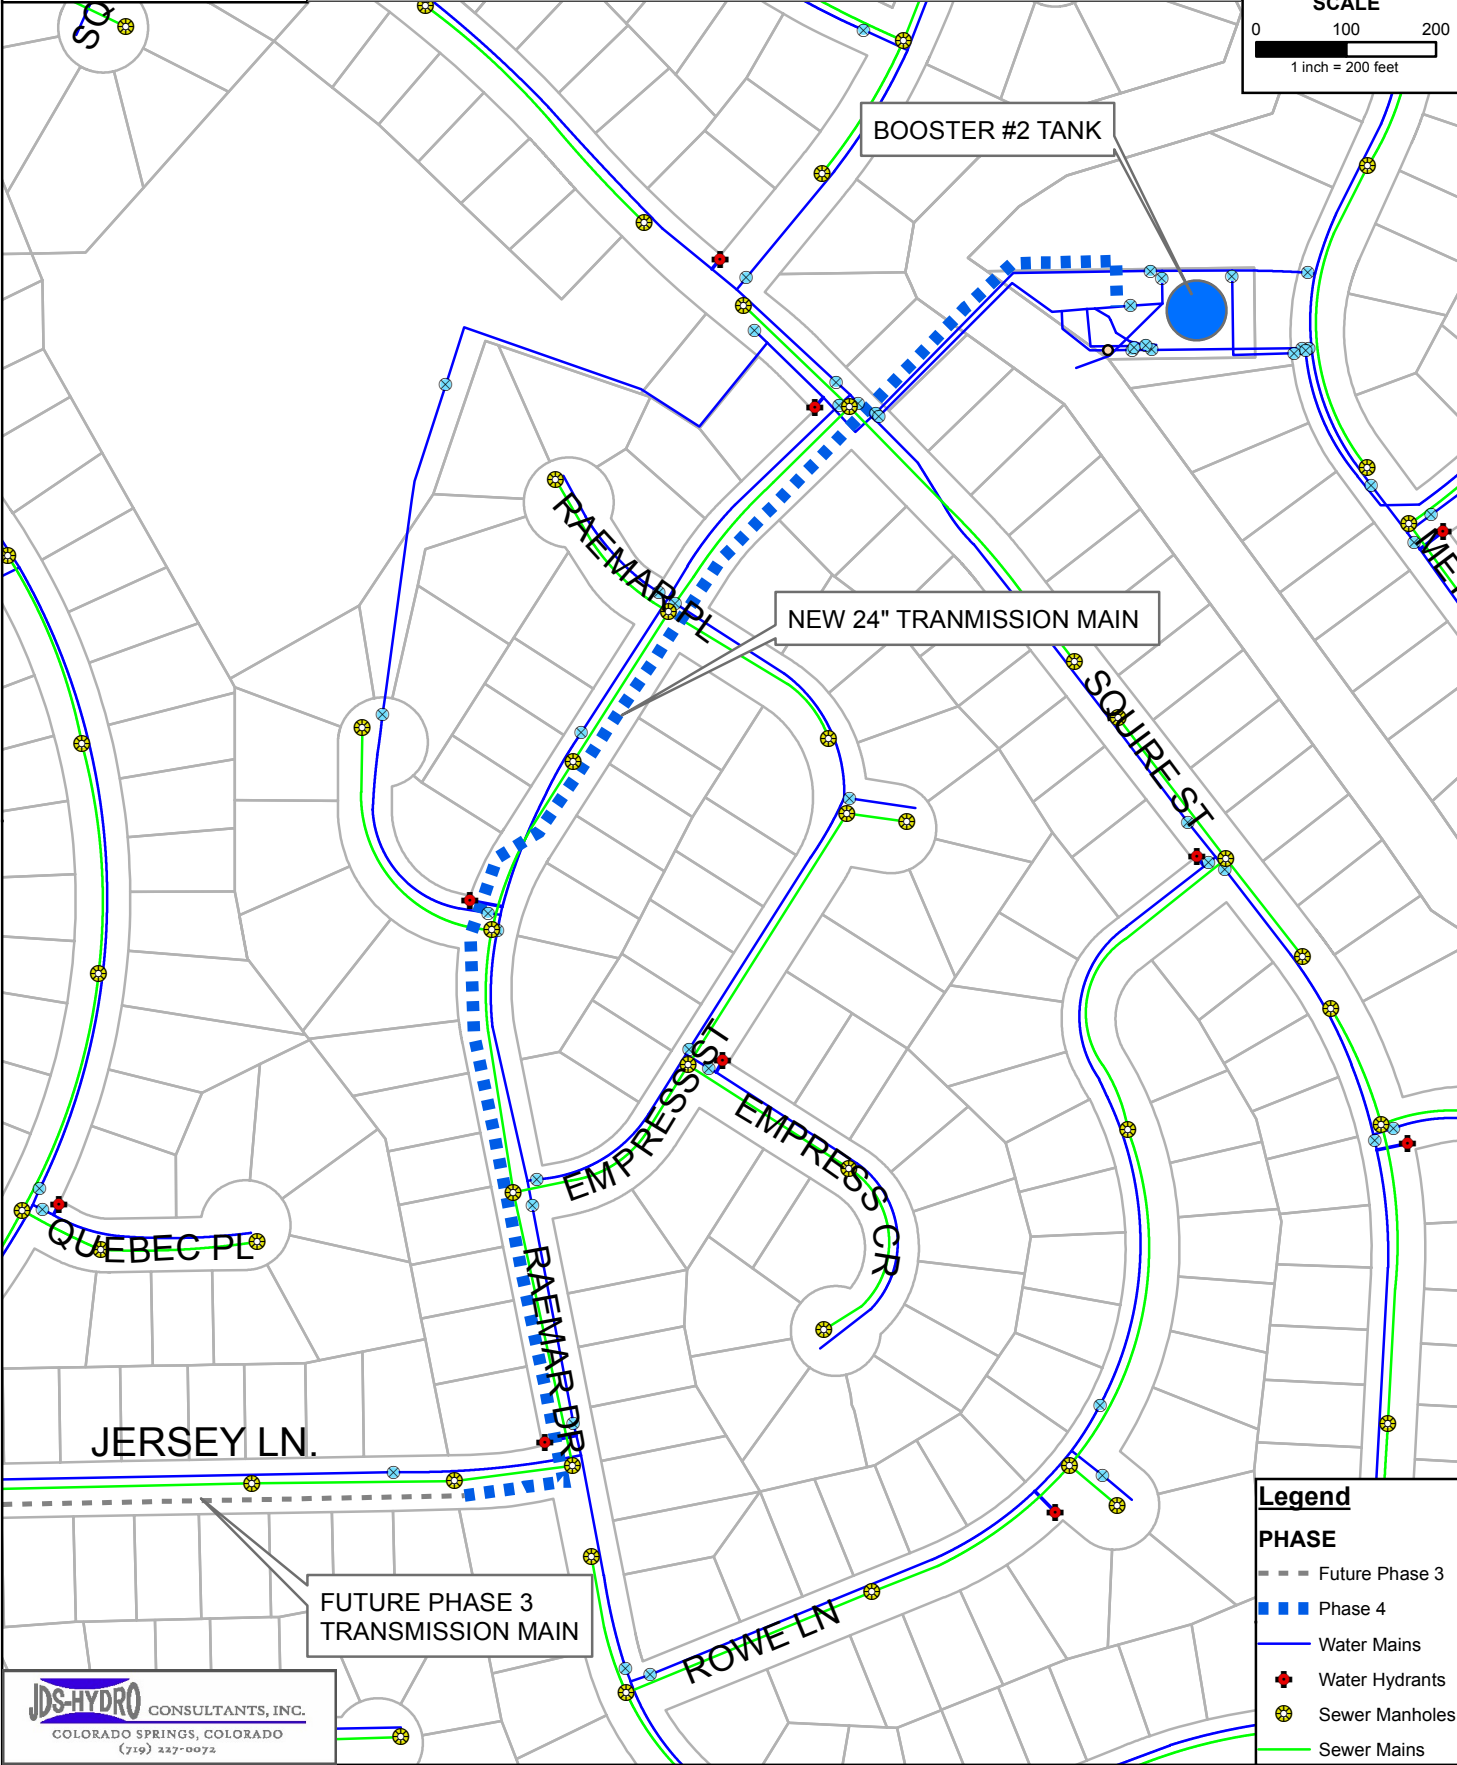 SQ
SCALE
0 100 200
1 inch = 200 feet
BOOSTER #2 TANK
RAEMAR PL
NEW 24" TRANMISSION MAIN
ME
SQUIRE ST
EMPRESS ST
EMPRESS CR
QUEBEC PL
RAEMAR DR
JERSEY LN.
FUTURE PHASE 3
TRANSMISSION MAIN
ROWE LN
Legend
PHASE
Future Phase 3
Phase 4
Water Mains
Water Hydrants
Sewer Manholes
Sewer Mains
JDS-HYDRO CONSULTANTS, INC.
COLORADO SPRINGS, COLORADO
(719) 227-0072